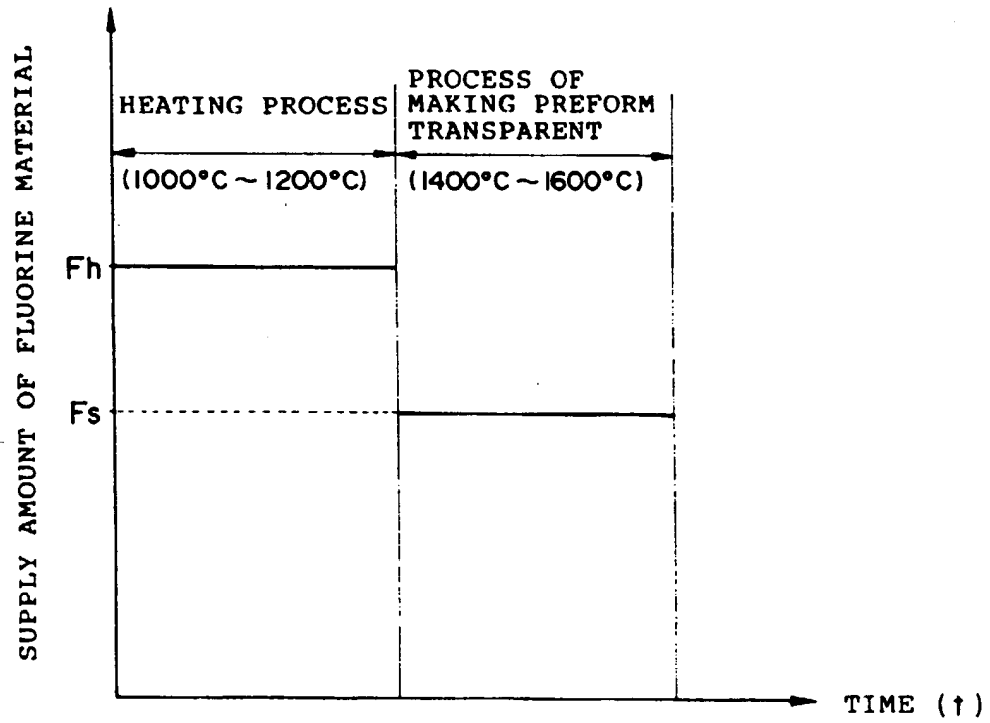 SUPPLY AMOUNT OF FLUORINE MATERIAL
HEATING PROCESS
(1000°C ~ 1200°C)
PROCESS OF
MAKING PREFORM
TRANSPARENT
(1400°C ~ 1600°C)
Fh
Fs
TIME (t)